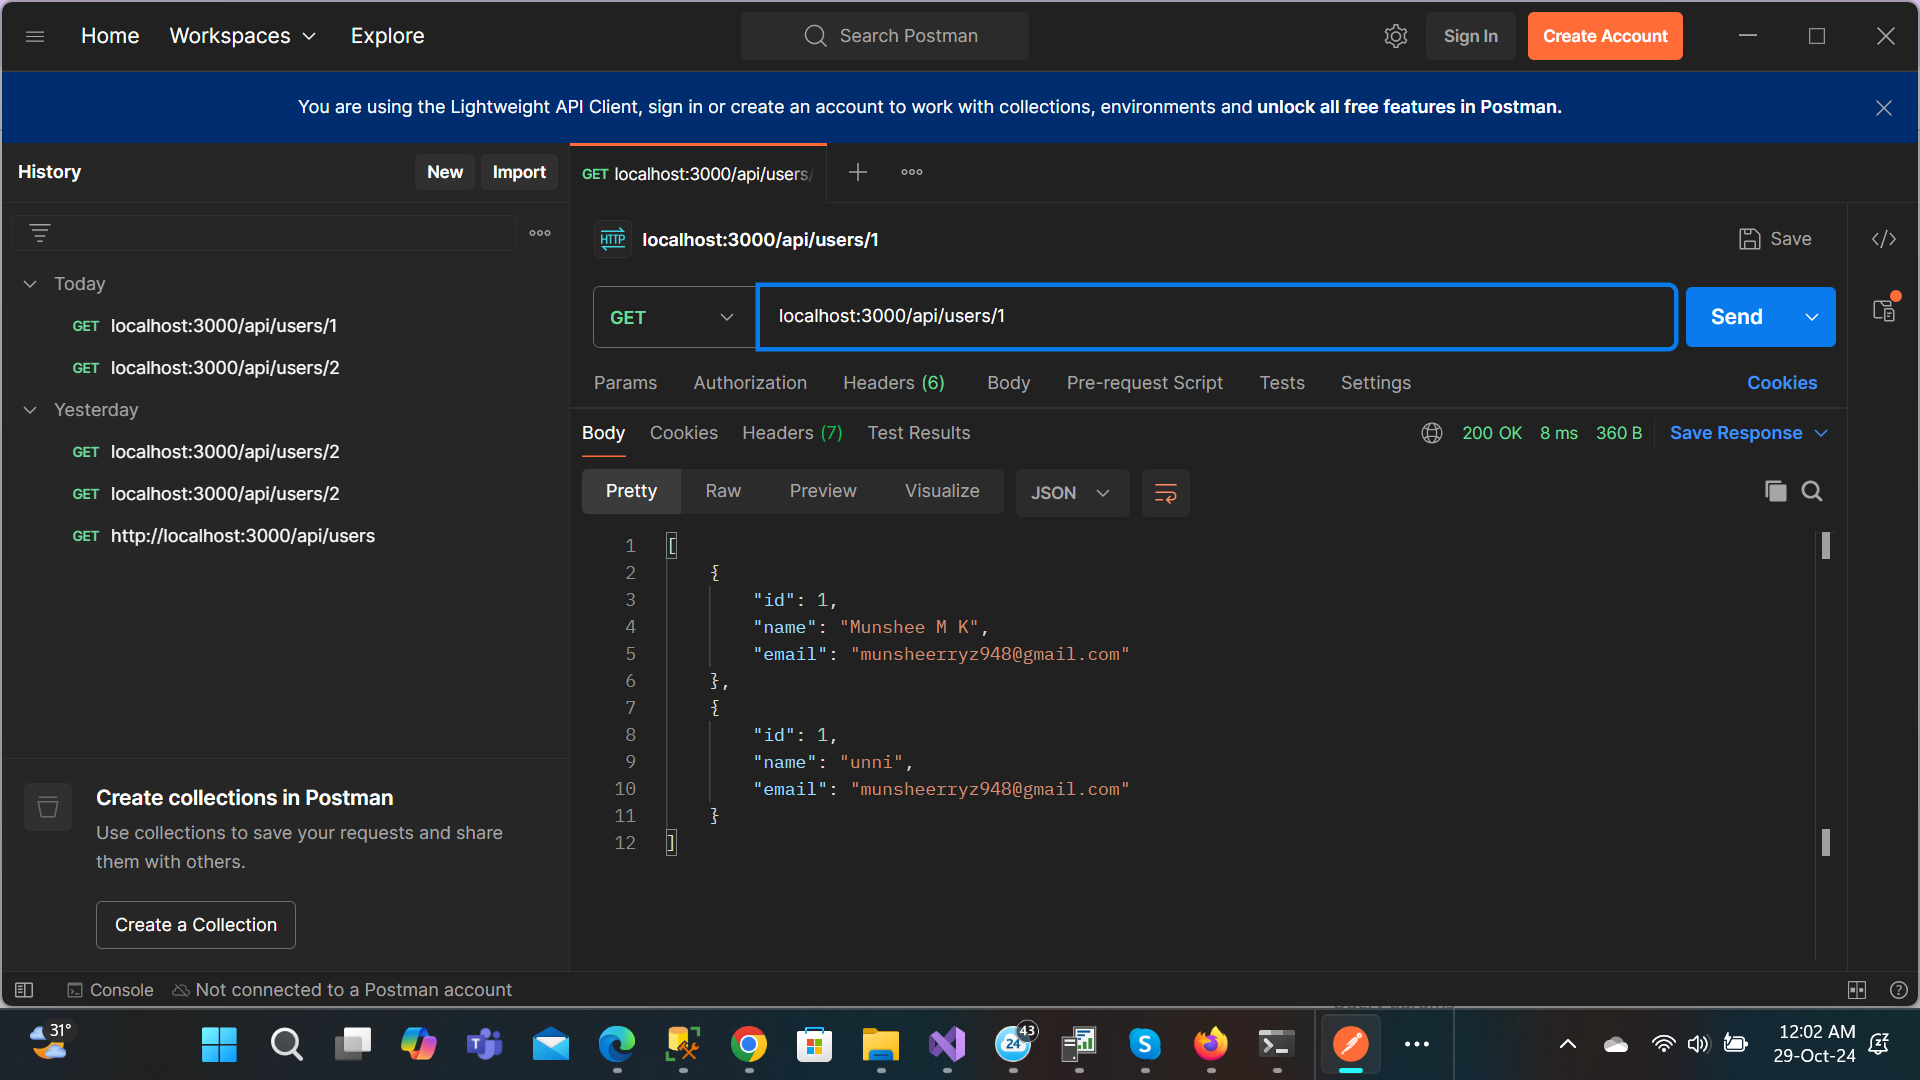 Home Workspaces Explore Search Postman Sign In Create Account
You are using the Lightweight API Client, sign in or create an account to work with collections, environments and unlock all free features in Postman.
History New Import
GET localhost:3000/api/users/
HTTP localhost:3000/api/users/1 Save
Today
GET localhost:3000/api/users/1
GET localhost:3000/api/users/2
Yesterday
GET localhost:3000/api/users/2
GET localhost:3000/api/users/2
GET http://localhost:3000/api/users
GET localhost:3000/api/users/1 Send
Params Authorization Headers (6) Body Pre-request Script Tests Settings Cookies
Body Cookies Headers (7) Test Results 200 OK 8 ms 360 B Save Response
Pretty Raw Preview Visualize JSON
1 [
2 {
3 "id": 1,
4 "name": "Munshee M K",
5 "email": "munsheerryz948@gmail.com"
6 },
7 {
8 "id": 1,
9 "name": "unni",
10 "email": "munsheerryz948@gmail.com"
11 }
12 ]
Create collections in Postman
Use collections to save your requests and share
them with others.
Create a Collection
Console Not connected to a Postman account
31°
43
24
12:02 AM
29-Oct-24